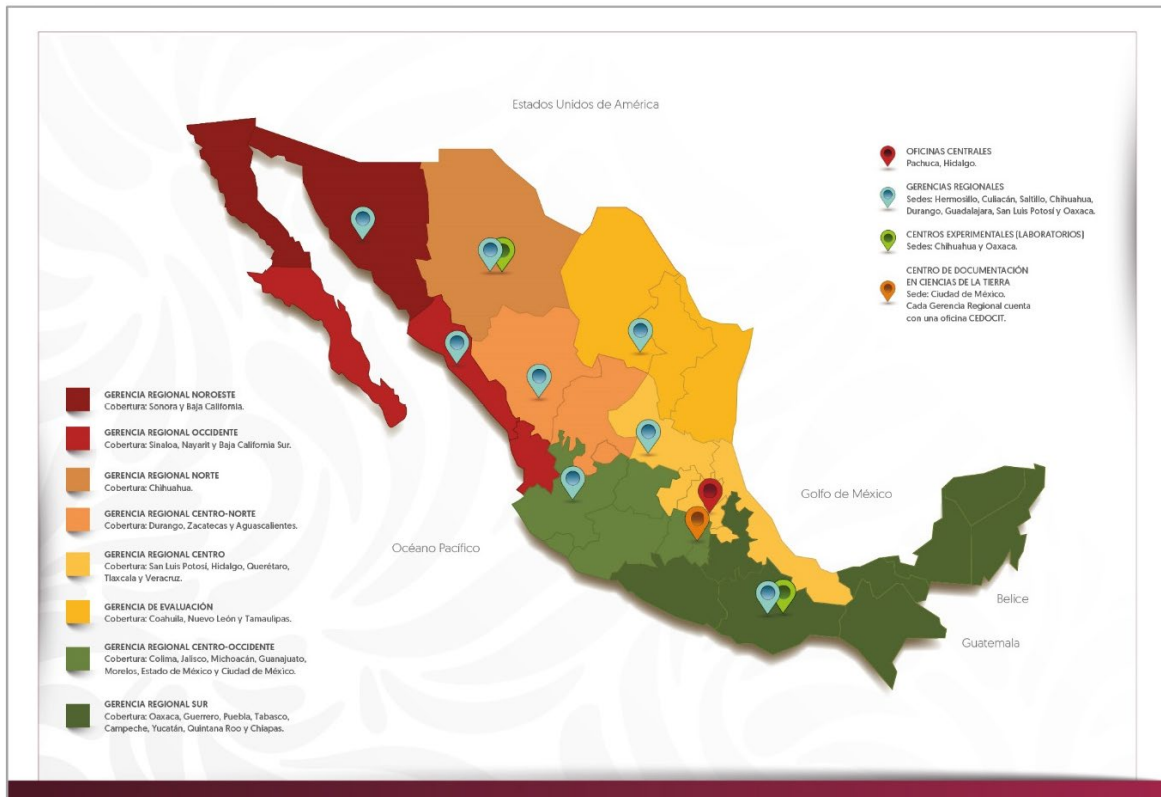 Estados Unidos de América
OFICINAS CENTRALES
Pachuca, Hidalgo.
GERENCIAS REGIONALES
Sedes: Hermosillo, Culiacán, Saltillo, Chihuahua,
Durango, Guadalajara, San Luis Potosí y Oaxaca.
CENTROS EXPERIMENTALES (LABORATORIOS)
Sedes: Chihuahua y Oaxaca.
CENTRO DE DOCUMENTACIÓN
EN CIENCIAS DE LA TIERRA
Sede: Ciudad de México.
Cada Gerencia Regional cuenta
con una oficina CEDOCIT.
GERENCIA REGIONAL NOROESTE
Cobertura: Sonora y Baja California.
GERENCIA REGIONAL OCCIDENTE
Cobertura: Sinaloa, Nayarit y Baja California Sur.
GERENCIA REGIONAL NORTE
Cobertura: Chihuahua.
GERENCIA REGIONAL CENTRO-NORTE
Cobertura: Durango, Zacatecas y Aguascalientes.
GERENCIA REGIONAL CENTRO
Cobertura: San Luis Potosí, Hidalgo, Querétaro,
Tlaxcala y Veracruz.
GERENCIA DE EVALUACIÓN
Cobertura: Coahuila, Nuevo León y Tamaulipas.
GERENCIA REGIONAL CENTRO-OCCIDENTE
Cobertura: Colima, Jalisco, Michoacán, Guanajuato,
Morelos, Estado de México y Ciudad de México.
GERENCIA REGIONAL SUR
Cobertura: Oaxaca, Guerrero, Puebla, Tabasco,
Campeche, Yucatán, Quintana Roo y Chiapas.
Golfo de México
Océano Pacífico
Belice
Guatemala